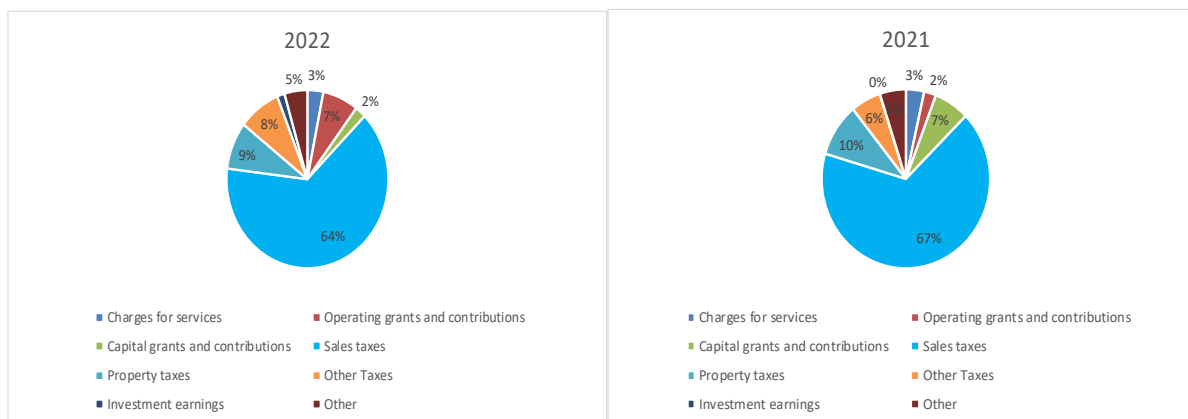 2022
5%
3%
7%
2%
8%
9%
64%
Charges for services
Operating grants and contributions
Capital grants and contributions
Sales taxes
Property taxes
Other Taxes
Investment earnings
Other
2021
0%
3%
2%
6%
7%
10%
67%
Charges for services
Operating grants and contributions
Capital grants and contributions
Sales taxes
Property taxes
Other Taxes
Investment earnings
Other